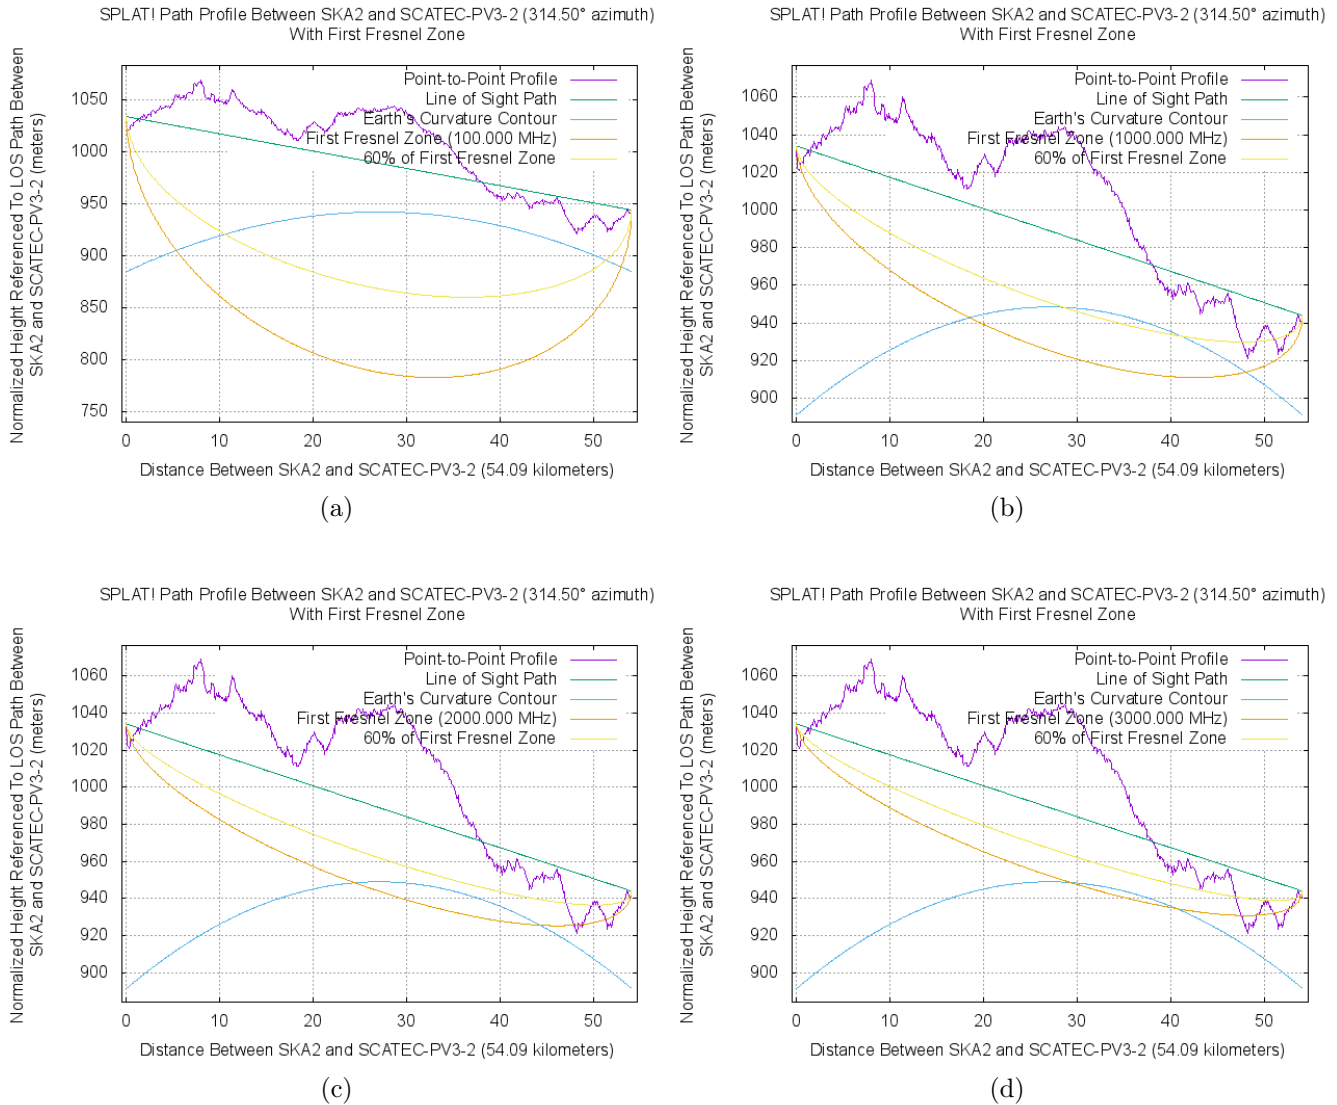 SPLAT! Path Profile Between SKA2 and SCATEC-PV3-2 (314.50° azimuth)
With First Fresnel Zone
Normalized Height Referenced To LOS Path Between
SKA2 and SCATEC-PV3-2 (meters)
Point-to-Point Profile
Line of Sight Path
Earth's Curvature Contour
First Fresnel Zone (100.000 MHz)
60% of First Fresnel Zone
1050
1000
950
900
850
800
750
0 10 20 30 40 50
Distance Between SKA2 and SCATEC-PV3-2 (54.09 kilometers)
(a)
SPLAT! Path Profile Between SKA2 and SCATEC-PV3-2 (314.50° azimuth)
With First Fresnel Zone
Normalized Height Referenced To LOS Path Between
SKA2 and SCATEC-PV3-2 (meters)
Point-to-Point Profile
Line of Sight Path
Earth's Curvature Contour
First Fresnel Zone (1000.000 MHz)
60% of First Fresnel Zone
1060
1040
1020
1000
980
960
940
920
900
0 10 20 30 40 50
Distance Between SKA2 and SCATEC-PV3-2 (54.09 kilometers)
(b)
SPLAT! Path Profile Between SKA2 and SCATEC-PV3-2 (314.50° azimuth)
With First Fresnel Zone
Normalized Height Referenced To LOS Path Between
SKA2 and SCATEC-PV3-2 (meters)
Point-to-Point Profile
Line of Sight Path
Earth's Curvature Contour
First Fresnel Zone (2000.000 MHz)
60% of First Fresnel Zone
1060
1040
1020
1000
980
960
940
920
900
0 10 20 30 40 50
Distance Between SKA2 and SCATEC-PV3-2 (54.09 kilometers)
(c)
SPLAT! Path Profile Between SKA2 and SCATEC-PV3-2 (314.50° azimuth)
With First Fresnel Zone
Normalized Height Referenced To LOS Path Between
SKA2 and SCATEC-PV3-2 (meters)
Point-to-Point Profile
Line of Sight Path
Earth's Curvature Contour
First Fresnel Zone (3000.000 MHz)
60% of First Fresnel Zone
1060
1040
1020
1000
980
960
940
920
900
0 10 20 30 40 50
Distance Between SKA2 and SCATEC-PV3-2 (54.09 kilometers)
(d)